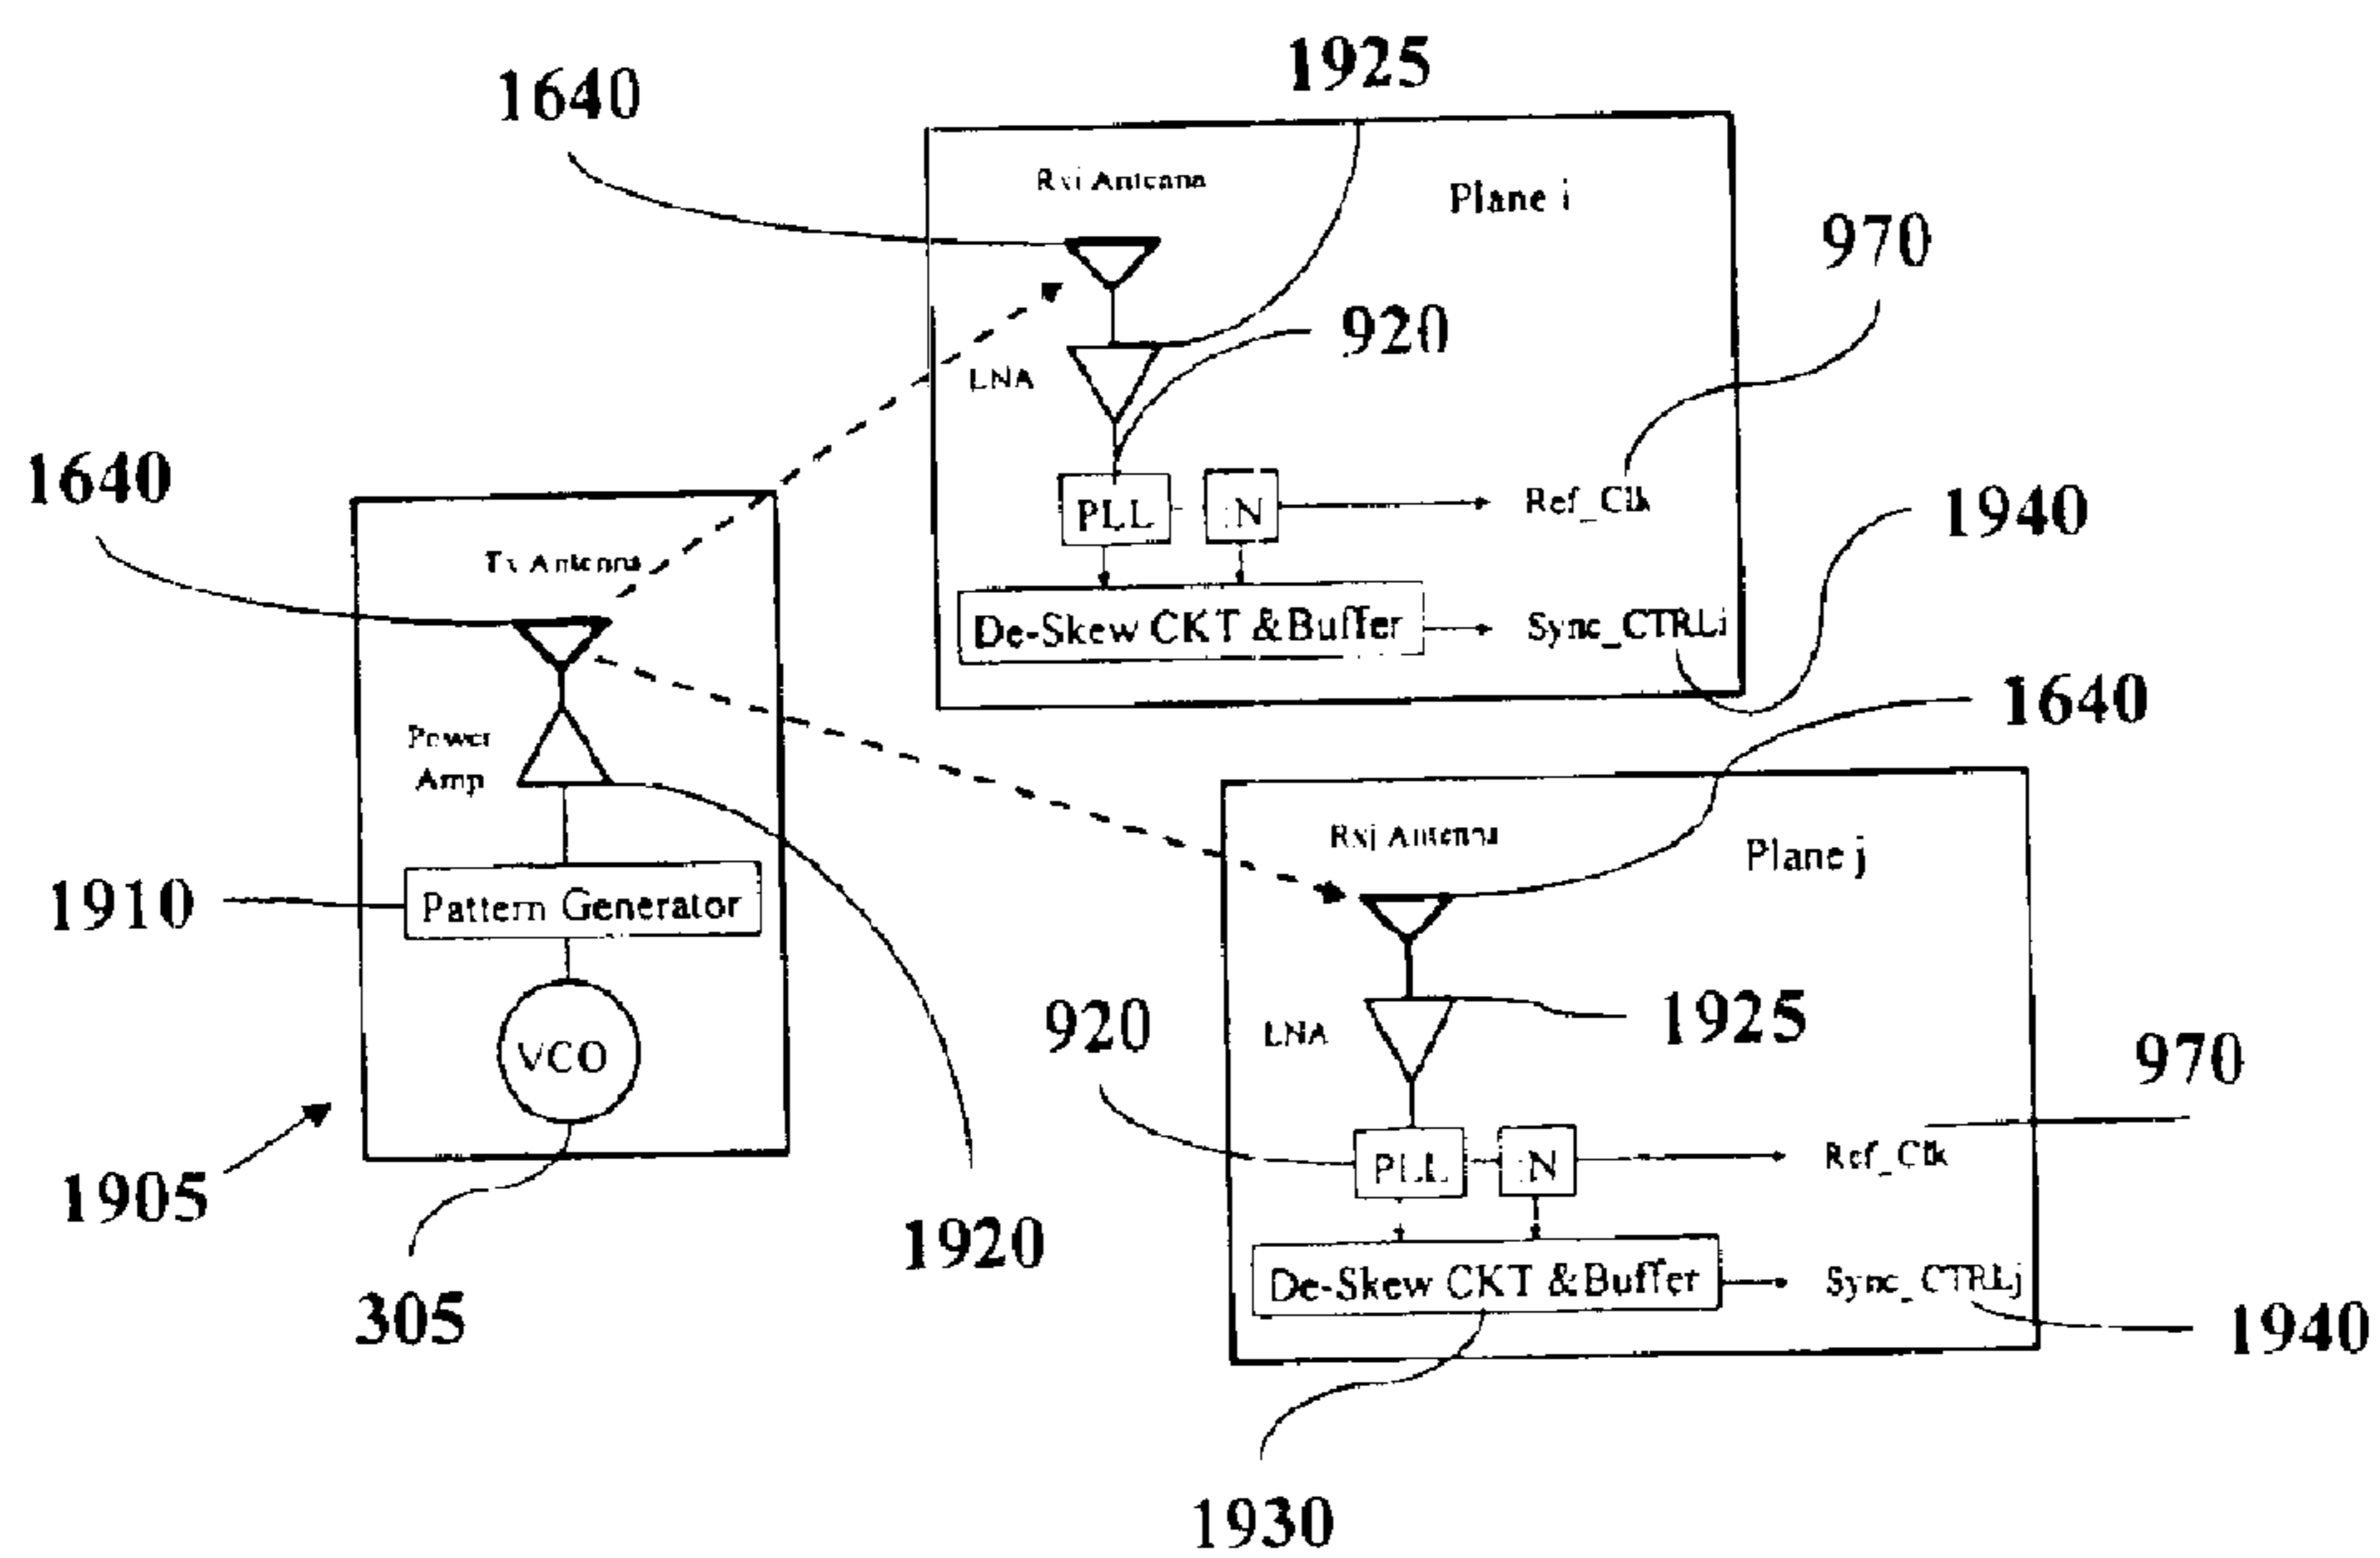 1925
1640
Rxi Antenna
Plane i
970
920
LNA
1640
PLL
:N
Ref_Clk
1940
Tx Antenna
De-Skew CKT & Buffer
Sync_CTRLi
1640
Power
Amp
Rxj Antenna
Plane j
1910
Pattern Generator
1925
920
LNA
970
VCO
PLL
:N
Ref_Clk
1905
1920
De-Skew CKT & Buffer
Sync_CTRLj
305
1940
1930